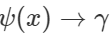 ψ(x) → γ